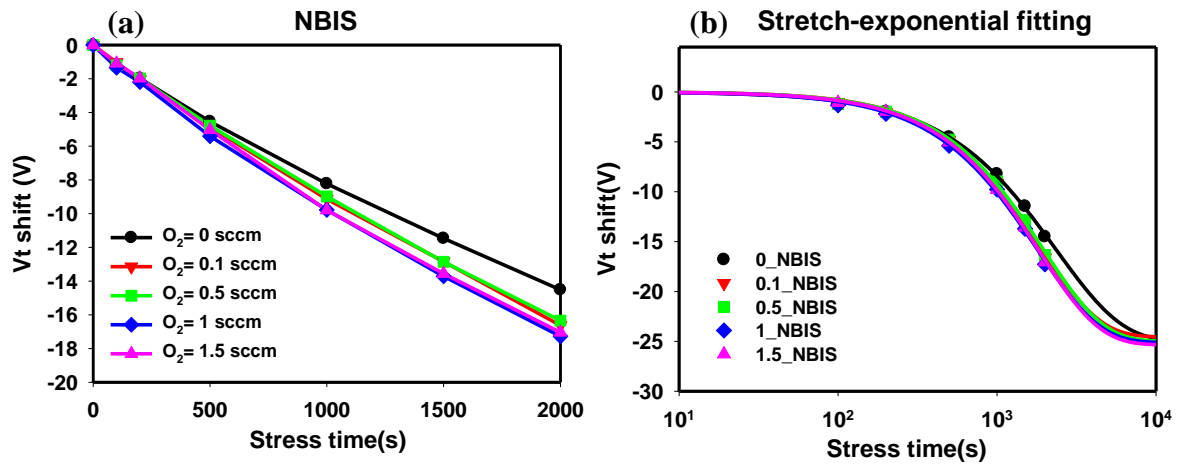 (a)
NBIS
0
-2
-4
-6
-8
-10
-12
-14
-16
-18
-20
Vt shift (V)
O2= 0 sccm
O2= 0.1 sccm
O2= 0.5 sccm
O2= 1 sccm
O2= 1.5 sccm
0 500 1000 1500 2000
Stress time(s)
(b)
Stretch-exponential fitting
0
-5
-10
-15
-20
-25
-30
Vt shift(V)
0_NBIS
0.1_NBIS
0.5_NBIS
1_NBIS
1.5_NBIS
10¹ 10² 10³ 10⁴
Stress time(s)